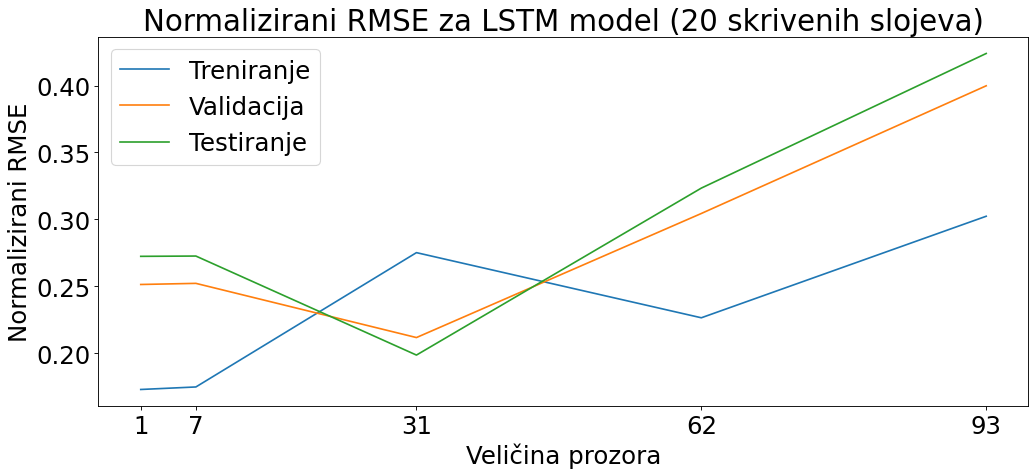 Normalizirani RMSE za LSTM model (20 skrivenih slojeva)
Treniranje
Validacija
Testiranje
Normalizirani RMSE
0.40
0.35
0.30
0.25
0.20
1 7 31 62 93
Veličina prozora